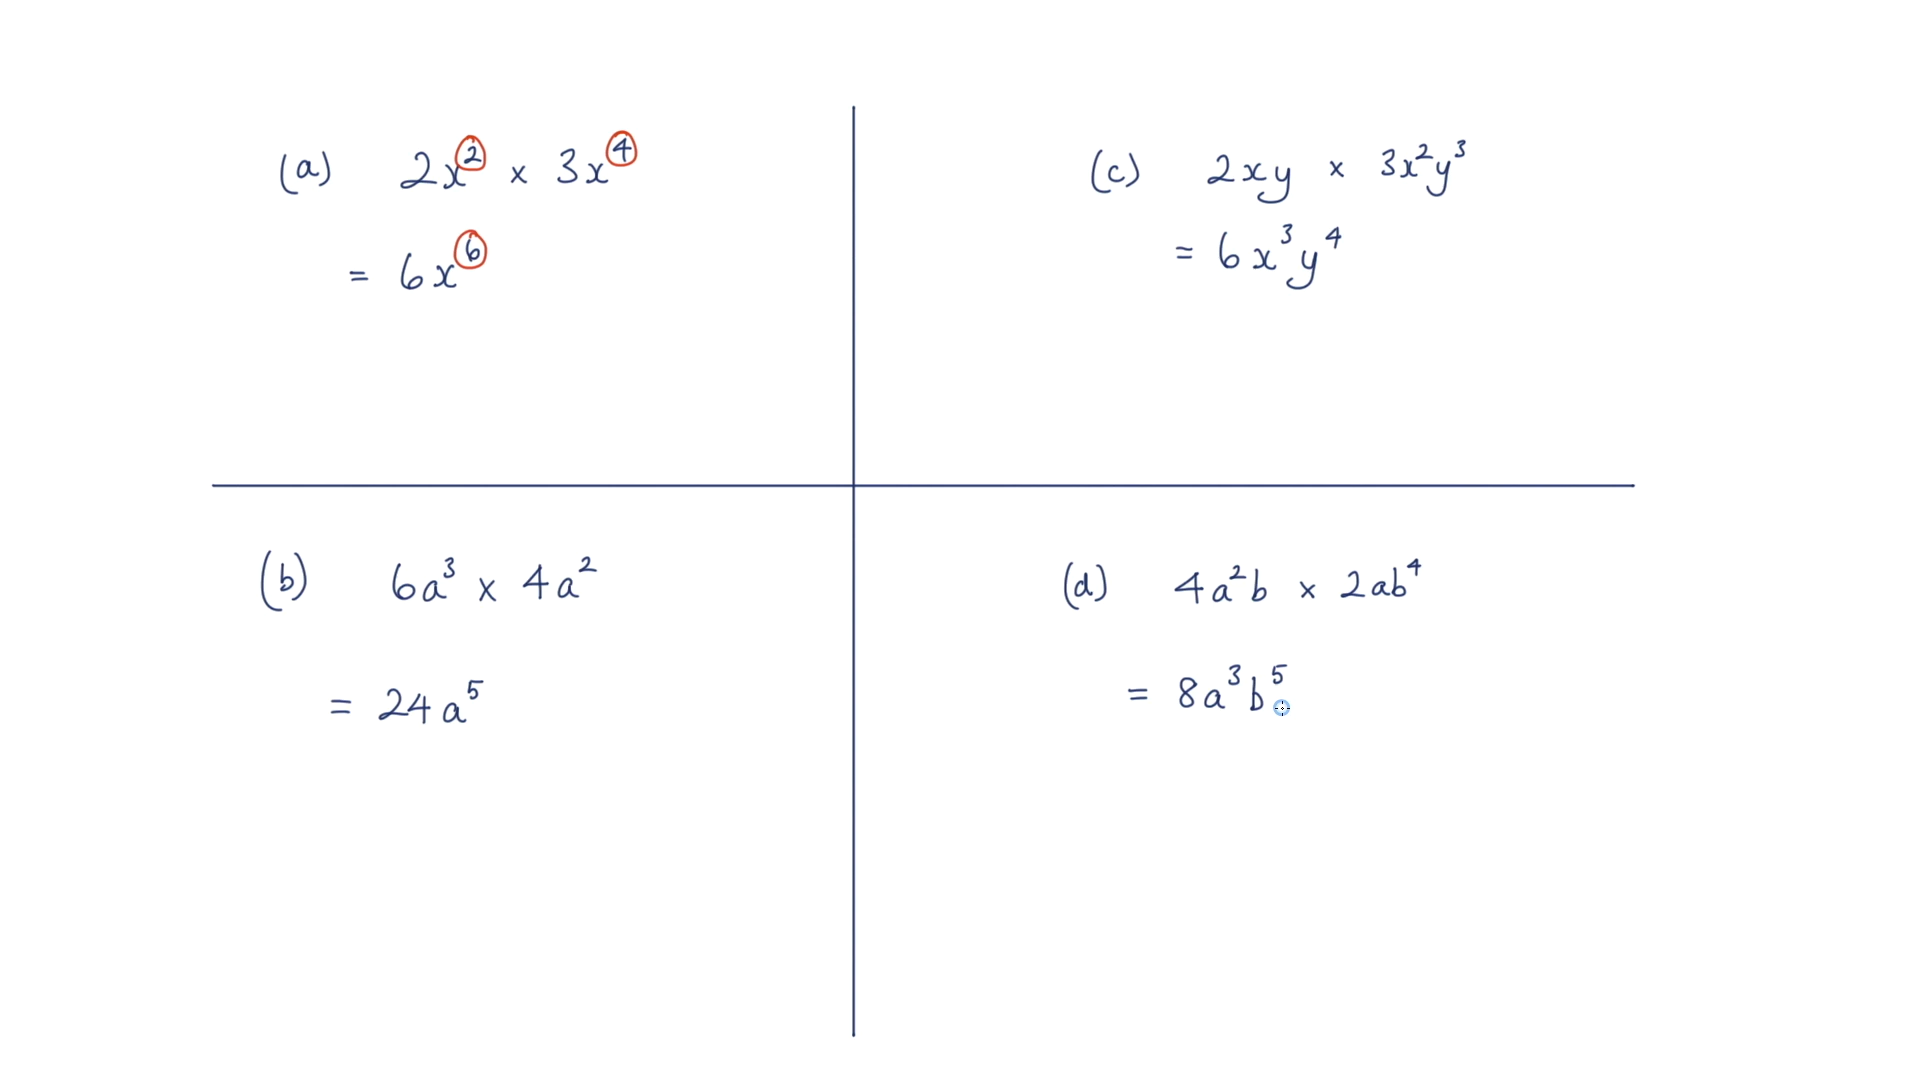 (a) 2x² × 3x⁴
= 6x⁶
(b) 6a³ × 4a²
= 24a⁵
(c) 2xy × 3x²y³
= 6x³y⁴
(d) 4a²b × 2ab⁴
= 8a³b⁵